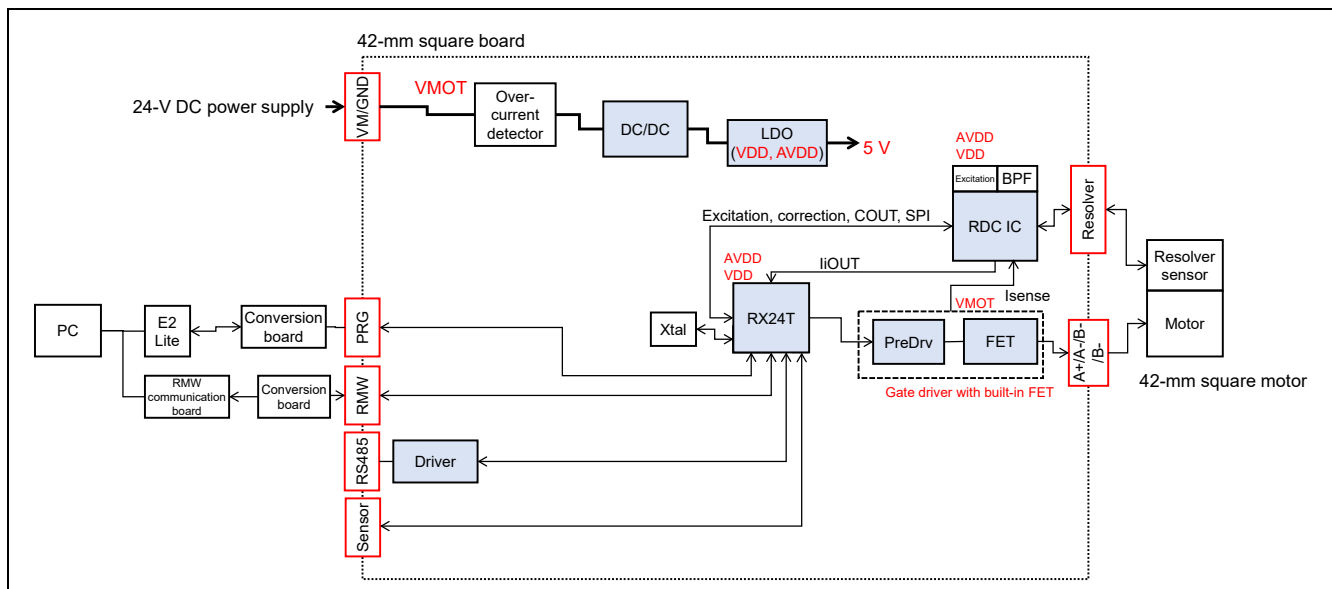 42-mm square board
24-V DC power supply
VM/GND
VMOT
Over-
current
detector
DC/DC
LDO
(VDD, AVDD)
5 V
AVDD
VDD
Excitation
BPF
RDC IC
Resolver
Excitation, correction, COUT, SPI
IiOUT
AVDD
VDD
RX24T
Xtal
Isense
VMOT
PreDrv
FET
Gate driver with built-in FET
A+/A-/B-
/B-
Resolver
sensor
Motor
42-mm square motor
PC
E2
Lite
Conversion
board
PRG
RMW
communication
board
Conversion
board
RMW
RS485
Driver
Sensor